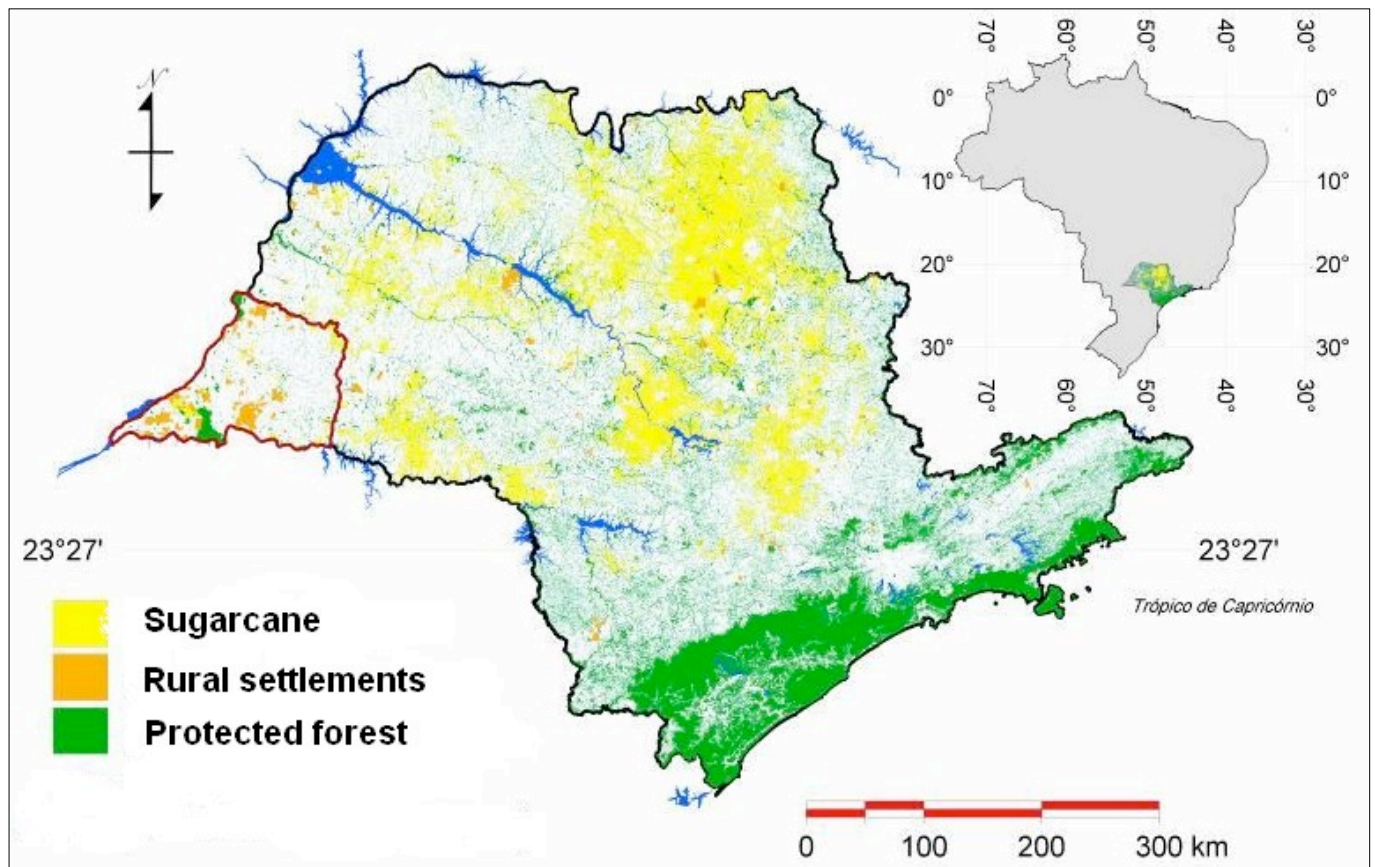 N
70° 60° 50° 40° 30°
0° 0°
10° 10°
20° 20°
30° 30°
70° 60° 50° 40° 30°
23°27' 23°27'
Trópico de Capricórnio
Sugarcane
Rural settlements
Protected forest
0 100 200 300 km